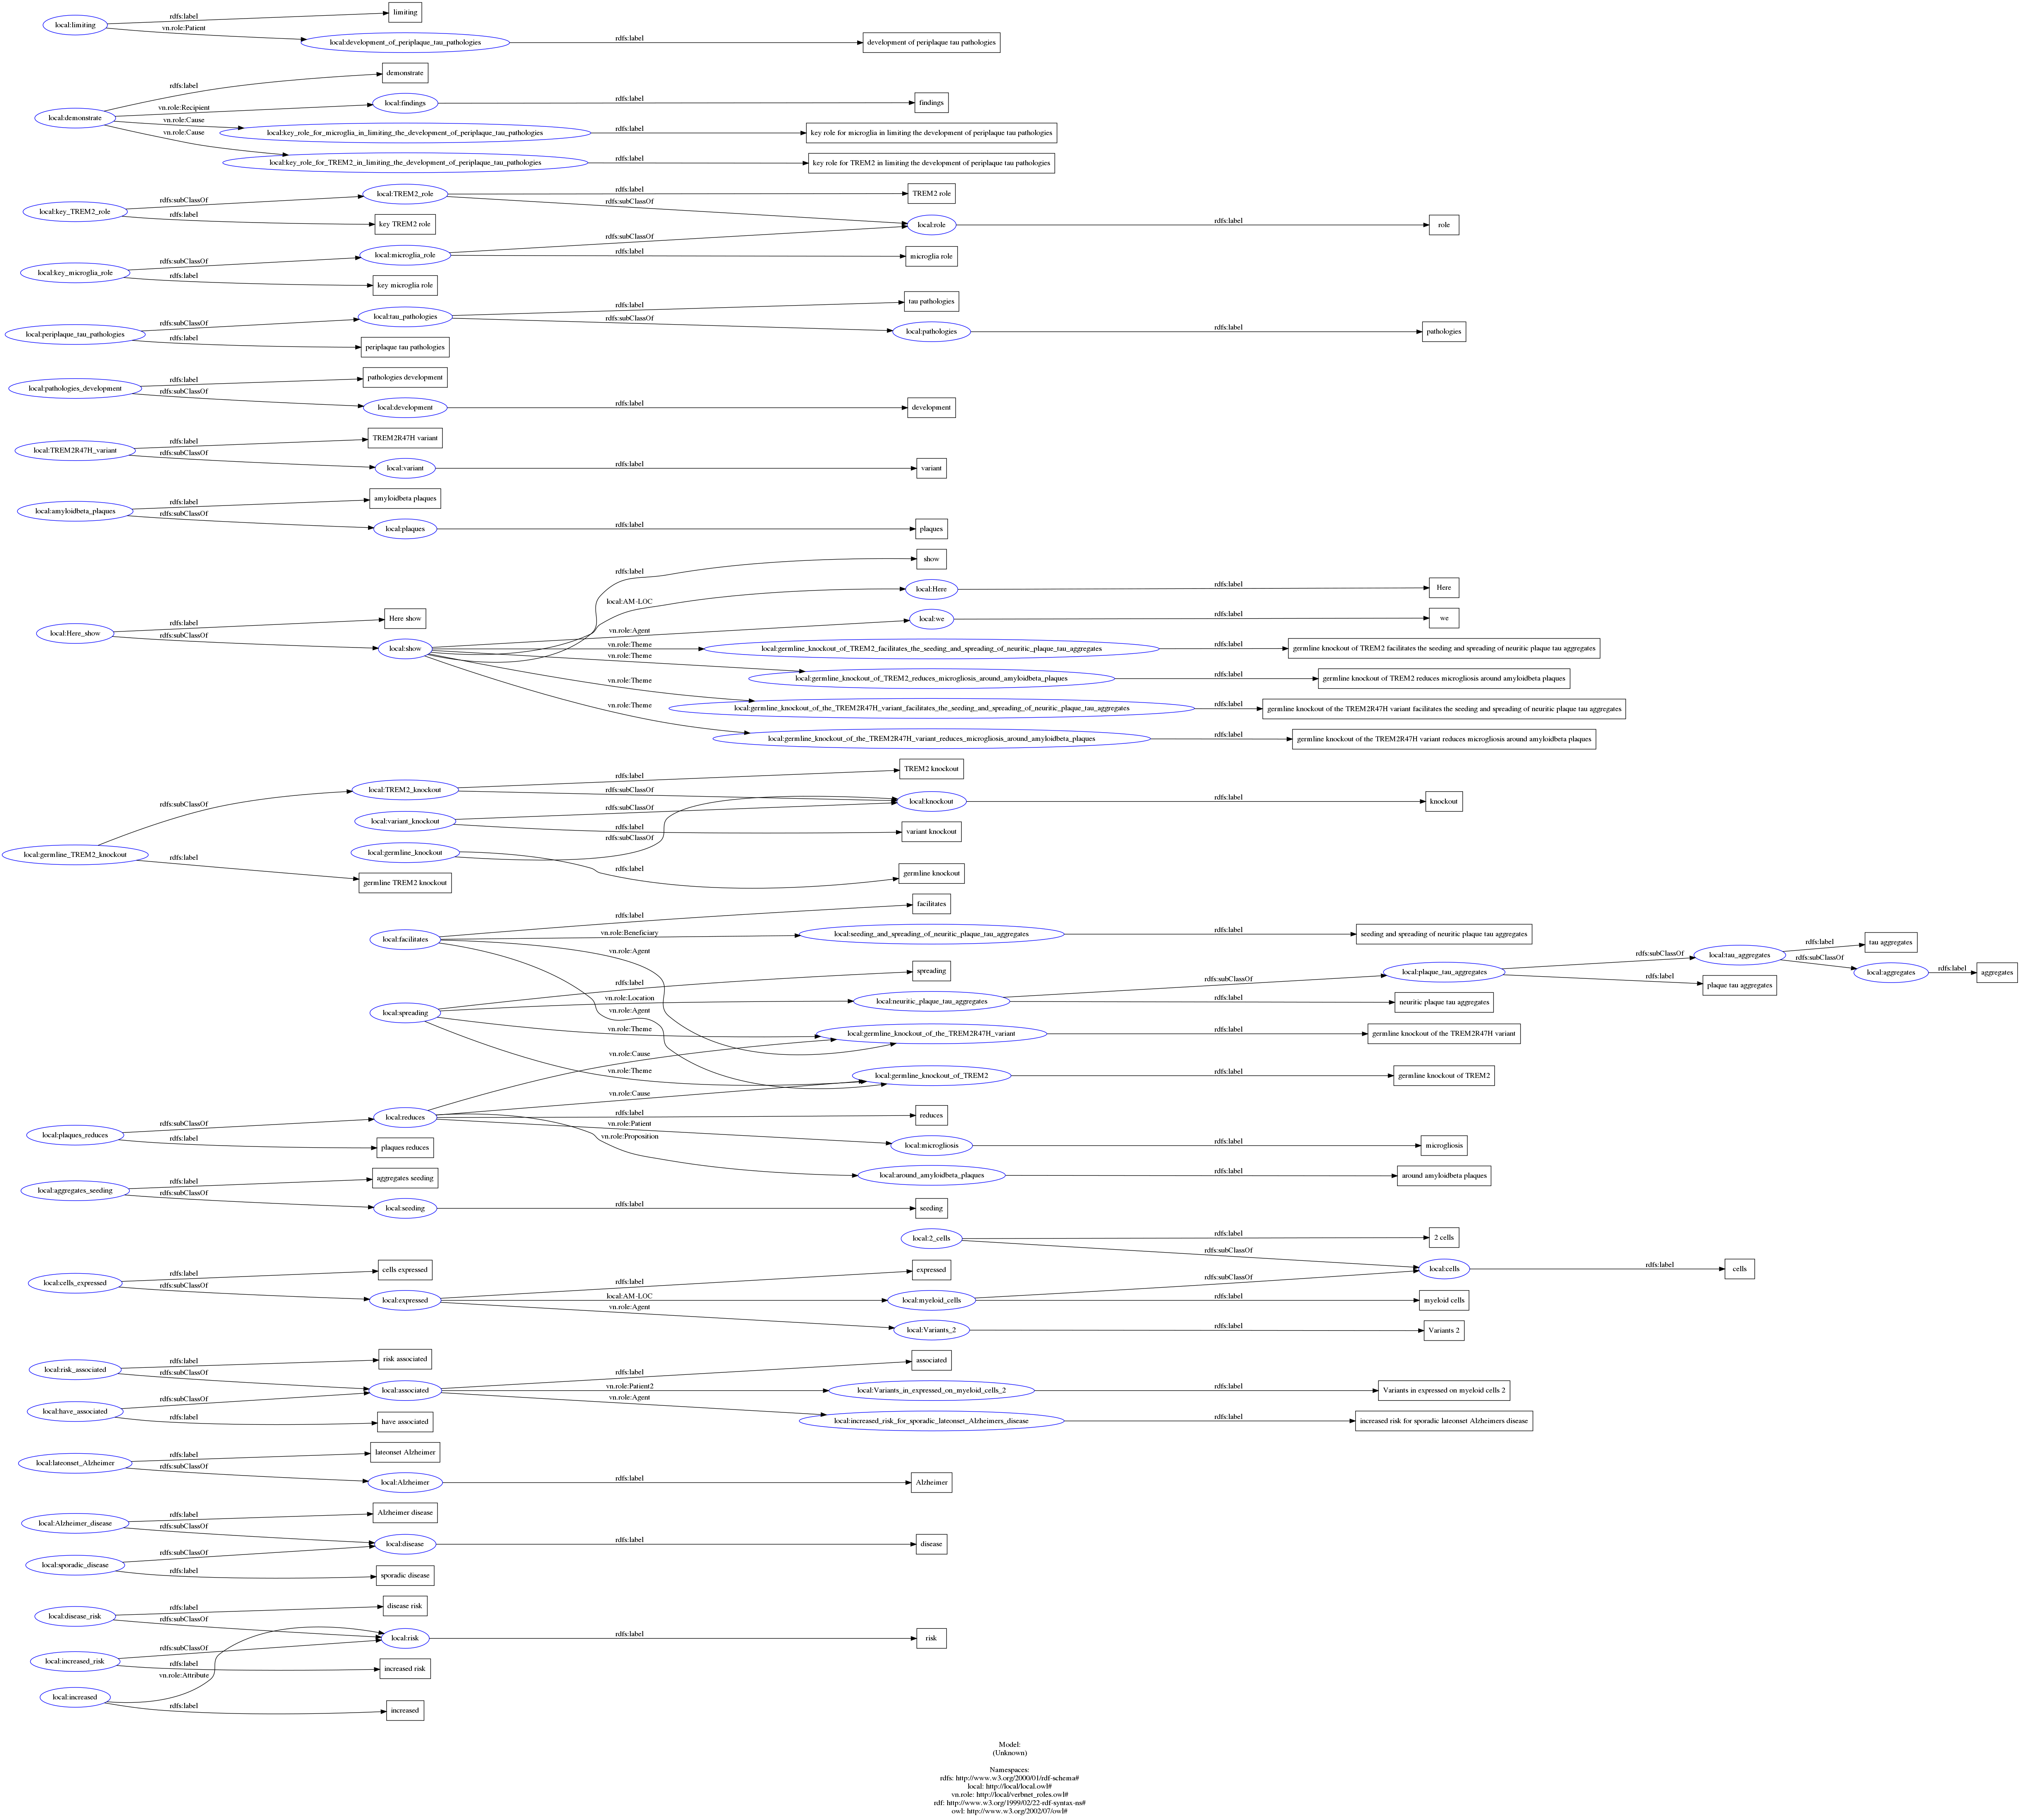 rdfs:label
limiting
local:limiting
vn.role:Patient
local:development_of_periplaque_tau_pathologies
rdfs:label
development of periplaque tau pathologies
demonstrate
rdfs:label
local:demonstrate
vn.role:Recipient
local:findings
rdfs:label
findings
vn.role:Cause
local:key_role_for_microglia_in_limiting_the_development_of_periplaque_tau_pathologies
rdfs:label
key role for microglia in limiting the development of periplaque tau pathologies
vn.role:Cause
local:key_role_for_TREM2_in_limiting_the_development_of_periplaque_tau_pathologies
rdfs:label
key role for TREM2 in limiting the development of periplaque tau pathologies
local:key_TREM2_role
rdfs:subClassOf
local:TREM2_role
rdfs:label
TREM2 role
rdfs:subClassOf
rdfs:label
key TREM2 role
local:role
rdfs:label
role
local:key_microglia_role
rdfs:subClassOf
local:microglia_role
rdfs:subClassOf
rdfs:label
microglia role
rdfs:label
key microglia role
local:periplaque_tau_pathologies
rdfs:subClassOf
local:tau_pathologies
rdfs:label
tau pathologies
rdfs:subClassOf
local:pathologies
rdfs:label
pathologies
rdfs:label
periplaque tau pathologies
local:pathologies_development
rdfs:label
pathologies development
rdfs:subClassOf
local:development
rdfs:label
development
local:TREM2R47H_variant
rdfs:label
TREM2R47H variant
rdfs:subClassOf
local:variant
rdfs:label
variant
local:amyloidbeta_plaques
rdfs:label
amyloidbeta plaques
rdfs:subClassOf
local:plaques
rdfs:label
plaques
rdfs:label
show
local:AM-LOC
local:Here
rdfs:label
Here
local:Here_show
rdfs:label
Here show
rdfs:subClassOf
local:show
vn.role:Agent
local:we
rdfs:label
we
vn.role:Theme
local:germline_knockout_of_TREM2_facilitates_the_seeding_and_spreading_of_neuritic_plaque_tau_aggregates
rdfs:label
germline knockout of TREM2 facilitates the seeding and spreading of neuritic plaque tau aggregates
vn.role:Theme
local:germline_knockout_of_TREM2_reduces_microgliosis_around_amyloidbeta_plaques
rdfs:label
germline knockout of TREM2 reduces microgliosis around amyloidbeta plaques
vn.role:Theme
local:germline_knockout_of_the_TREM2R47H_variant_facilitates_the_seeding_and_spreading_of_neuritic_plaque_tau_aggregates
rdfs:label
germline knockout of the TREM2R47H variant facilitates the seeding and spreading of neuritic plaque tau aggregates
vn.role:Theme
local:germline_knockout_of_the_TREM2R47H_variant_reduces_microgliosis_around_amyloidbeta_plaques
rdfs:label
germline knockout of the TREM2R47H variant reduces microgliosis around amyloidbeta plaques
rdfs:subClassOf
local:TREM2_knockout
rdfs:label
TREM2 knockout
rdfs:subClassOf
local:knockout
rdfs:label
knockout
local:variant_knockout
rdfs:subClassOf
rdfs:label
variant knockout
rdfs:subClassOf
local:germline_TREM2_knockout
local:germline_knockout
rdfs:label
germline knockout
rdfs:label
germline TREM2 knockout
local:facilitates
rdfs:label
facilitates
vn.role:Beneficiary
local:seeding_and_spreading_of_neuritic_plaque_tau_aggregates
rdfs:label
seeding and spreading of neuritic plaque tau aggregates
vn.role:Agent
rdfs:subClassOf
local:tau_aggregates
rdfs:label
tau aggregates
rdfs:subClassOf
local:aggregates
rdfs:label
aggregates
rdfs:label
spreading
rdfs:subClassOf
local:plaque_tau_aggregates
rdfs:label
plaque tau aggregates
local:spreading
vn.role:Location
local:neuritic_plaque_tau_aggregates
rdfs:label
neuritic plaque tau aggregates
vn.role:Agent
vn.role:Theme
local:germline_knockout_of_the_TREM2R47H_variant
rdfs:label
germline knockout of the TREM2R47H variant
vn.role:Cause
vn.role:Theme
local:germline_knockout_of_TREM2
rdfs:label
germline knockout of TREM2
vn.role:Cause
local:plaques_reduces
rdfs:subClassOf
local:reduces
rdfs:label
reduces
vn.role:Patient
local:microgliosis
rdfs:label
microgliosis
rdfs:label
plaques reduces
vn.role:Proposition
local:around_amyloidbeta_plaques
rdfs:label
around amyloidbeta plaques
local:aggregates_seeding
rdfs:label
aggregates seeding
rdfs:subClassOf
local:seeding
rdfs:label
seeding
local:2_cells
rdfs:label
2 cells
rdfs:subClassOf
local:cells
rdfs:label
cells
local:cells_expressed
rdfs:label
cells expressed
rdfs:subClassOf
local:expressed
rdfs:label
expressed
local:AM-LOC
local:myeloid_cells
rdfs:subClassOf
rdfs:label
myeloid cells
vn.role:Agent
local:Variants_2
rdfs:label
Variants 2
local:risk_associated
rdfs:label
risk associated
rdfs:subClassOf
local:associated
rdfs:label
associated
vn.role:Patient2
local:Variants_in_expressed_on_myeloid_cells_2
rdfs:label
Variants in expressed on myeloid cells 2
vn.role:Agent
local:increased_risk_for_sporadic_lateonset_Alzheimers_disease
rdfs:label
increased risk for sporadic lateonset Alzheimers disease
local:have_associated
rdfs:subClassOf
rdfs:label
have associated
local:lateonset_Alzheimer
rdfs:label
lateonset Alzheimer
rdfs:subClassOf
local:Alzheimer
rdfs:label
Alzheimer
local:Alzheimer_disease
rdfs:label
Alzheimer disease
rdfs:subClassOf
local:disease
rdfs:label
disease
local:sporadic_disease
rdfs:subClassOf
rdfs:label
sporadic disease
local:disease_risk
rdfs:label
disease risk
rdfs:subClassOf
local:risk
rdfs:label
risk
local:increased_risk
rdfs:subClassOf
rdfs:label
increased risk
vn.role:Attribute
local:increased
rdfs:label
increased
Model:
(Unknown)
Namespaces:
rdfs: http://www.w3.org/2000/01/rdf-schema#
local: http://local/local.owl#
vn.role: http://local/verbnet_roles.owl#
rdf: http://www.w3.org/1999/02/22-rdf-syntax-ns#
owl: http://www.w3.org/2002/07/owl#